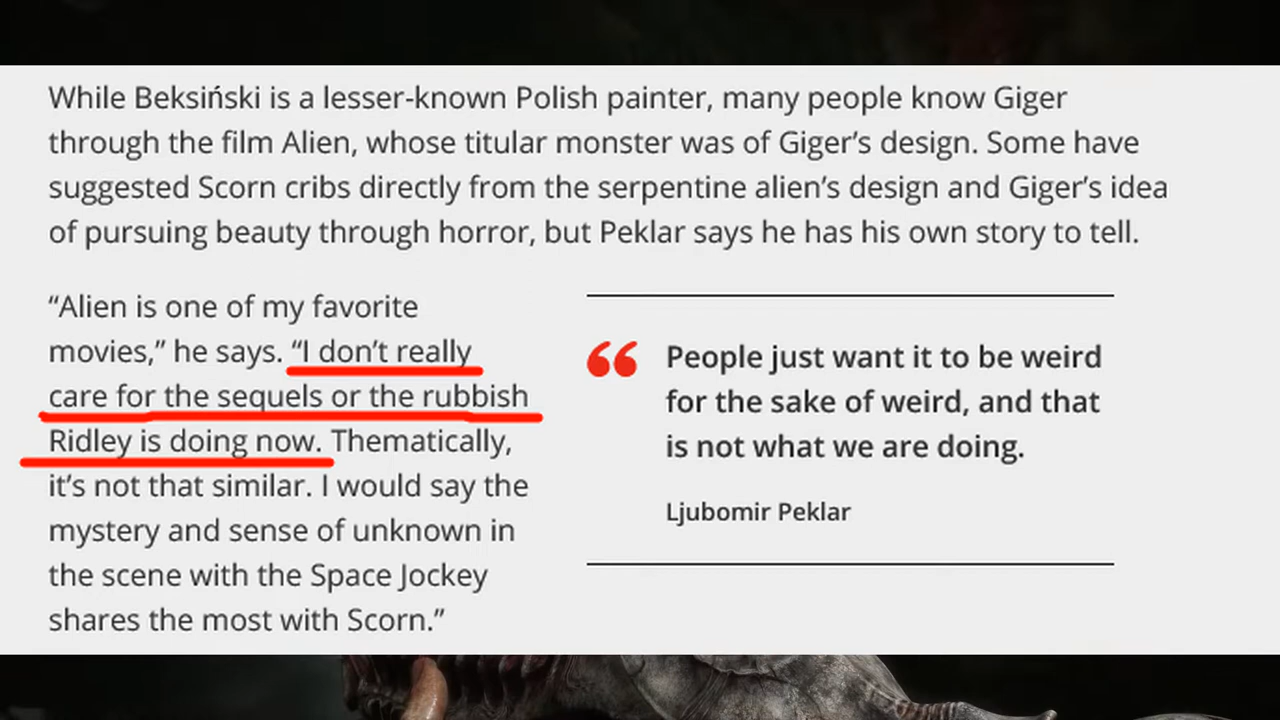 While Beksiński is a lesser-known Polish painter, many people know Giger
through the film Alien, whose titular monster was of Giger’s design. Some have
suggested Scorn cribs directly from the serpentine alien’s design and Giger’s idea
of pursuing beauty through horror, but Peklar says he has his own story to tell.
“Alien is one of my favorite
movies,” he says. “I don’t really
care for the sequels or the rubbish
Ridley is doing now. Thematically,
it’s not that similar. I would say the
mystery and sense of unknown in
the scene with the Space Jockey
shares the most with Scorn.”
“People just want it to be weird
for the sake of weird, and that
is not what we are doing.
Ljubomir Peklar